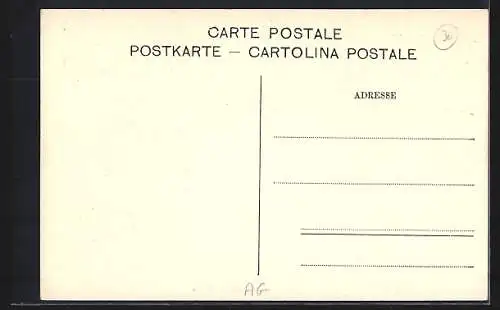 CARTE POSTALE
30
POSTKARTE — CARTOLINA POSTALE
ADRESSE
AG